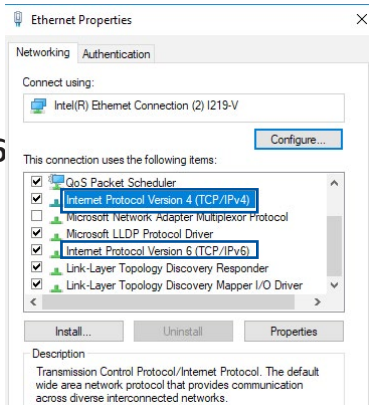 Ethernet Properties
Networking Authentication
Connect using:
Intel(R) Ethernet Connection (2) I219-V
Configure...
6
This connection uses the following items:
QoS Packet Scheduler
Internet Protocol Version 4 (TCP/IPv4)
Microsoft Network Adapter Multiplexor Protocol
Microsoft LLDP Protocol Driver
Internet Protocol Version 6 (TCP/IPv6)
Link-Layer Topology Discovery Responder
Link-Layer Topology Discovery Mapper I/O Driver
Install... Uninstall Properties
Description
Transmission Control Protocol/Internet Protocol. The default
wide area network protocol that provides communication
across diverse interconnected networks.